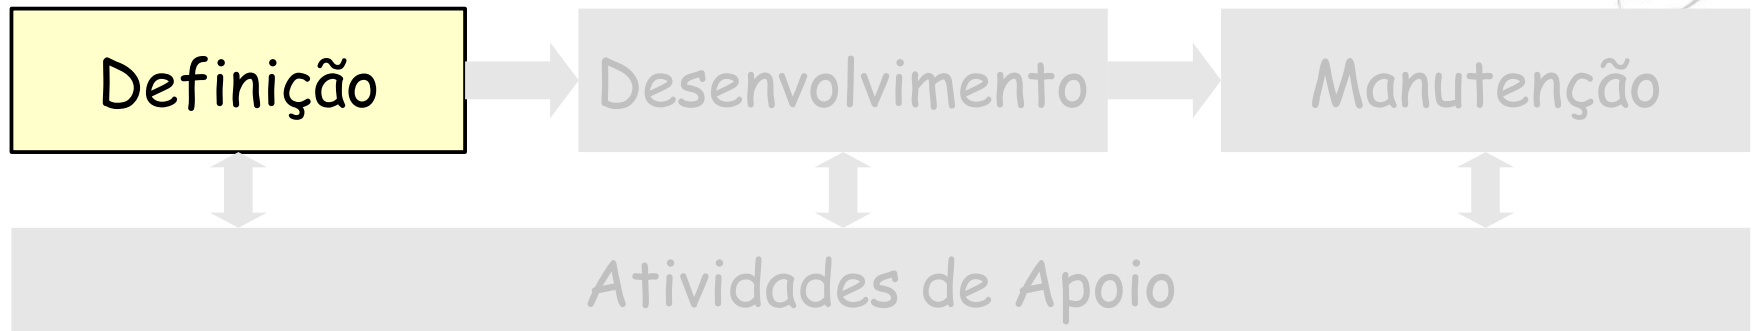 Definição
Desenvolvimento
Manutenção
Atividades de Apoio